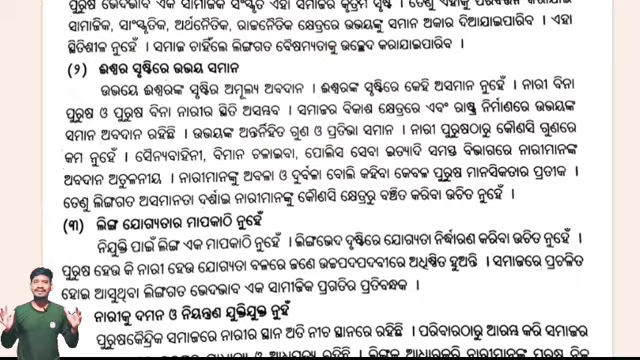 ପୁରୁଷ ଭେଦଭାବ ଏକ ସାମାଜିକ ସଂସ୍କୃତି ଏହା ସମାଜର କୃତ୍ରିମ ସୃଷ୍ଟି । ତେଣୁ ଏହାକୁ ପରିବର୍ତ୍ତନ କରାଯାଇ
ସାମାଜିକ, ସାଂସ୍କୃତିକ, ଅର୍ଥନୈତିକ, ରାଜନୈତିକ କ୍ଷେତ୍ରରେ ଉଭୟଙ୍କୁ ସମାନ ଅକାର ଦିଆଯାଇପାରିବ । ଏହା
ସ୍ଥିତିଶୀଳ ନୁହେଁ । ସମାଜ ଚାହିଁଲେ ଲିଙ୍ଗଗତ ବୈଷମ୍ୟତାକୁ ଉଚ୍ଛେଦ କରାଯାଇପାରିବ ।
(୨) ଈଶ୍ୱର ସୃଷ୍ଟିରେ ଉଭୟ ସମାନ
ଉଭୟେ ଈଶ୍ୱରଙ୍କ ସୃଷ୍ଟିର ଅମୂଲ୍ୟ ଅବଦାନ । ଈଶ୍ୱରଙ୍କ ସୃଷ୍ଟିରେ କେହି ଅସମାନ ନୁହେଁ । ନାରୀ ବିନା
ପୁରୁଷ ଓ ପୁରୁଷ ବିନା ନାରୀର ସ୍ଥିତି ଅସମ୍ଭବ । ସମାଜର ବିକାଶ କ୍ଷେତ୍ରରେ ଏବଂ ରାଷ୍ଟ୍ର ନିର୍ମାଣରେ ଉଭୟଙ୍କର
ସମାନ ଅବଦାନ ରହିଛି । ଉଭୟଙ୍କ ଅନ୍ତର୍ନିହିତ ଗୁଣ ଓ ପ୍ରତିଭା ସମାନ । ନାରୀ ପୁରୁଷଠାରୁ କୌଣସି ଗୁଣରେ
କମ ନୁହେଁ । ସୈନ୍ୟବାହିନୀ, ବିମାନ ଚଳାଇବା, ପୋଲିସ ସେବା ଇତ୍ୟାଦି ସମସ୍ତ ବିଭାଗରେ ନାରୀମାନଙ୍କ
ଅବଦାନ ଅତୁଳନୀୟ । ନାରୀମାନଙ୍କୁ ଅବଳା ଓ ଦୁର୍ବଳା ବୋଲି କହିବା କେବଳ ପୁରୁଷ ମାନସିକତାର ପ୍ରତୀକ ।
ତେଣୁ ଲିଙ୍ଗଗତ ଅସମାନତା ଦର୍ଶାଇ ନାରୀମାନଙ୍କୁ କୌଣସି କ୍ଷେତ୍ରରୁ ବଞ୍ଚିତ କରିବା ଉଚିତ ନୁହେଁ ।
(୩) ଲିଙ୍ଗ ଯୋଗ୍ୟତାର ମାପକାଠି ନୁହେଁ
ନିଯୁକ୍ତି ପାଇଁ ଲିଙ୍ଗ ଏକ ମାପକାଠି ନୁହେଁ । ଲିଙ୍ଗଭେଦ ଦୃଷ୍ଟିରେ ଯୋଗ୍ୟତା ନିର୍ଦ୍ଧାରଣ କରିବା ଉଚିତ ନୁହେଁ ।
ପୁରୁଷ ହେଉ କି ନାରୀ ହେଉ ଯୋଗ୍ୟତା ବଳରେ ଜଣେ ଉଚ୍ଚପଦପଦବୀରେ ଅଧିଷ୍ଠିତ ହୁଅନ୍ତି । ସମାଜରେ ପ୍ରଚଳିତ
ହୋଇ ଆସୁଥିବା ଲିଙ୍ଗଗତ ଭେଦଭାବ ଏକ ସାମୀଜିକ ପ୍ରଗତିର ପ୍ରତିବନ୍ଧକ ।
ନାରୀକୁ ଦମନ ଓ ନିୟନ୍ତ୍ରଣ ଯୁକ୍ତିଯୁକ୍ତ ନୁହଁ
ପୁରୁଷକୈନ୍ଦ୍ରିକ ସମାଜରେ ନାରୀର ସ୍ଥାନ ଅତି ନୀଚ ସ୍ଥାନରେ ରହିଛି । ପରିବାରଠାରୁ ଆରମ୍ଭ କରି ସମାଜର